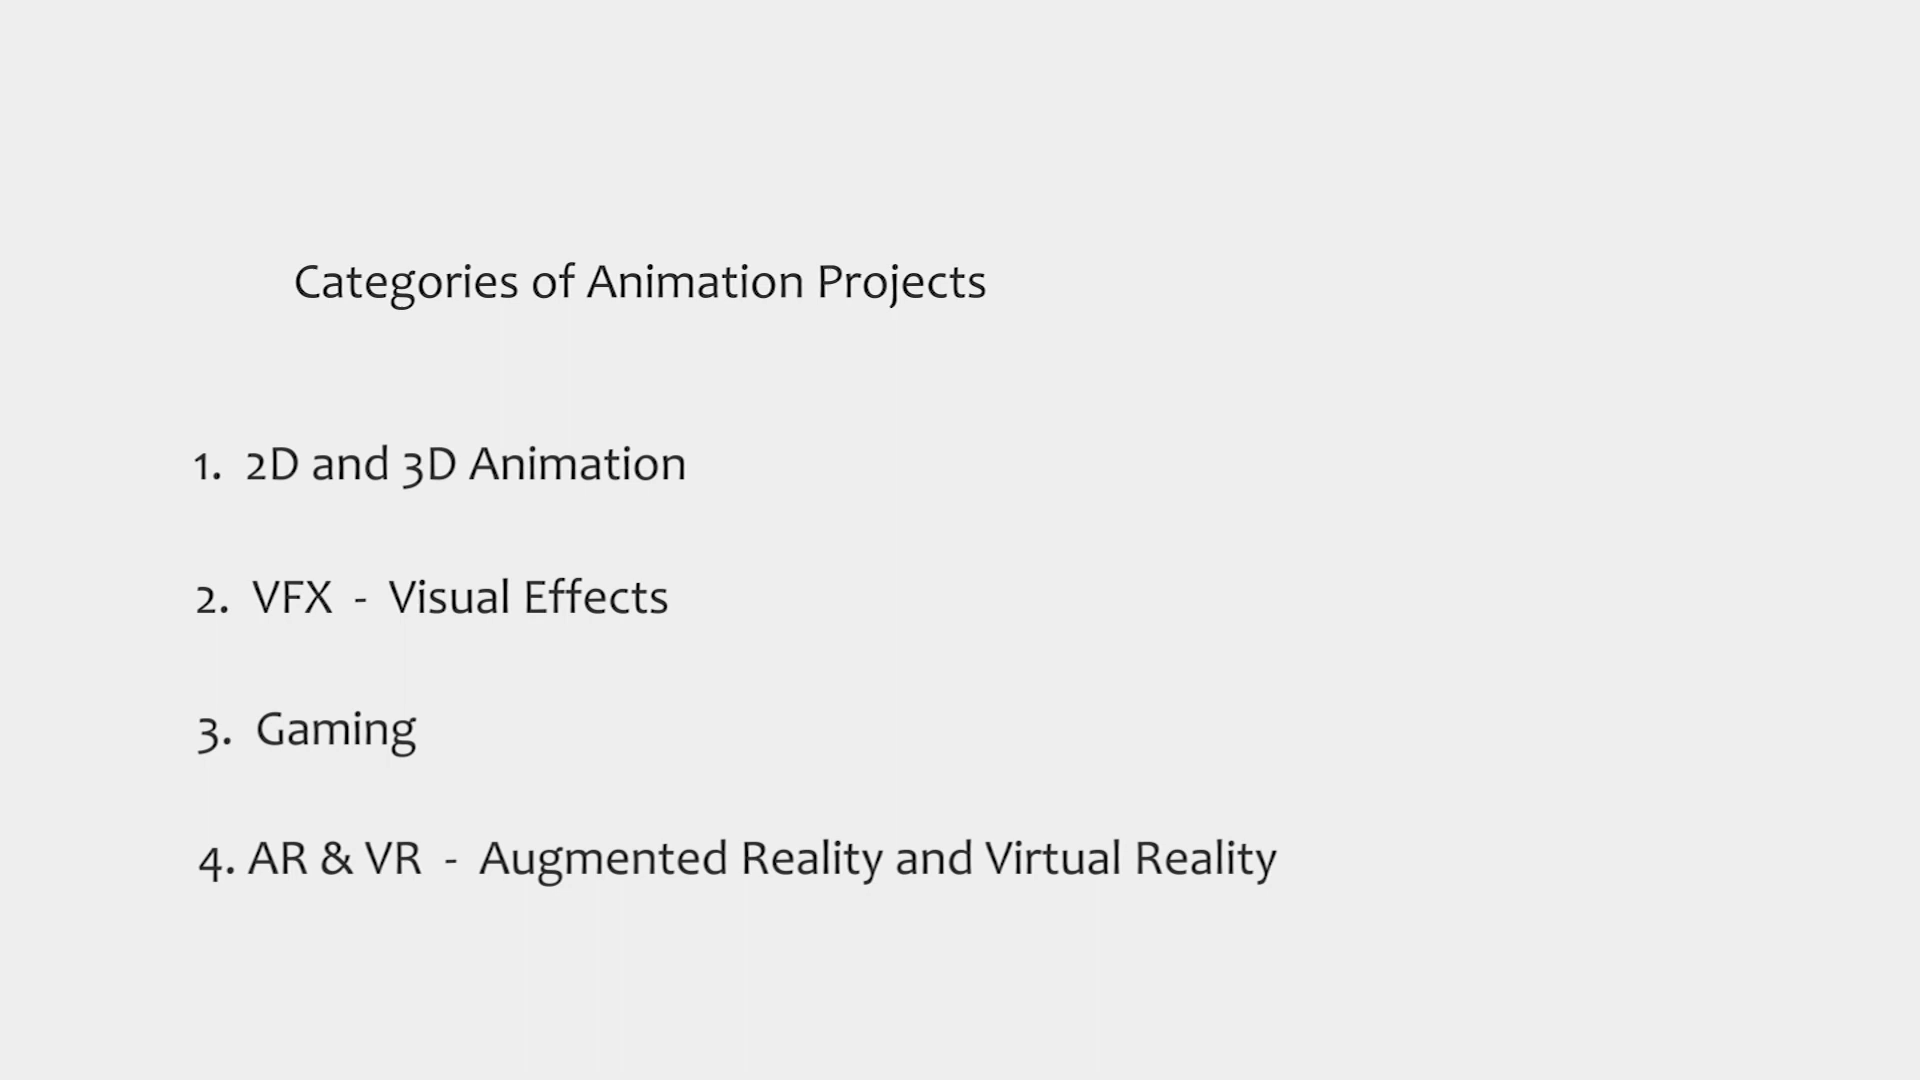 Categories of Animation Projects
1. 2D and 3D Animation
2. VFX - Visual Effects
3. Gaming
4. AR & VR - Augmented Reality and Virtual Reality